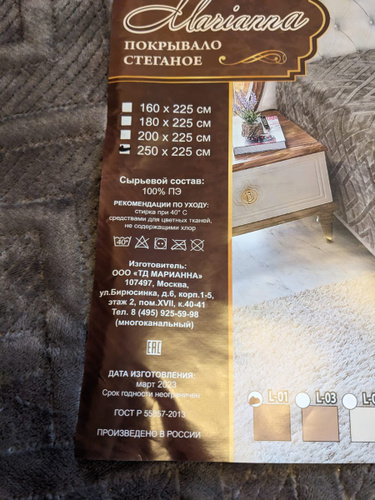 Marianna
ПОКРЫВАЛО
СТЕГАНОЕ
160 x 225 см
180 x 225 см
200 x 225 см
250 x 225 см
Сырьевой состав:
100% ПЭ
РЕКОМЕНДАЦИИ ПО УХОДУ:
стирка при 40° С
средствами для цветных тканей,
не содержащими хлор
40°
Изготовитель:
ООО «ТД МАРИАННА»
107497, Москва,
ул.Бирюсинка, д.6, корп.1-5,
этаж 2, пом.XVII, к.40-41
Тел. 8 (495) 925-59-98
(многоканальный)
EAC
ДАТА ИЗГОТОВЛЕНИЯ:
март 2023
Срок годности неограничен
ГОСТ Р 55857-2013
ПРОИЗВЕДЕНО В РОССИИ
L-01
L-03